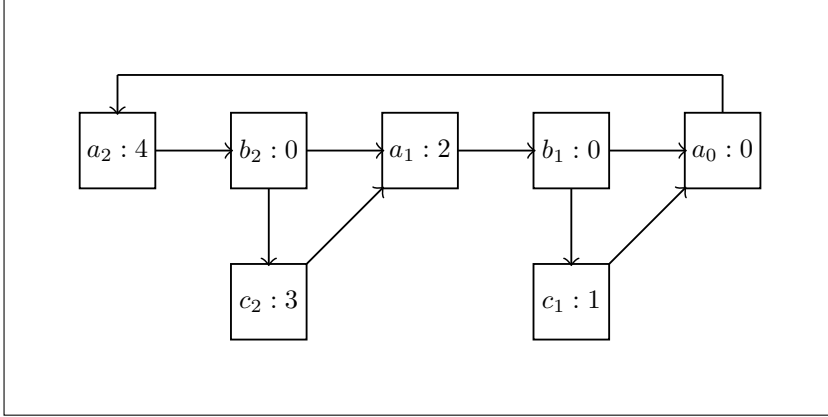 a₂ : 4 b₂ : 0 a₁ : 2 b₁ : 0 a₀ : 0
c₂ : 3 c₁ : 1